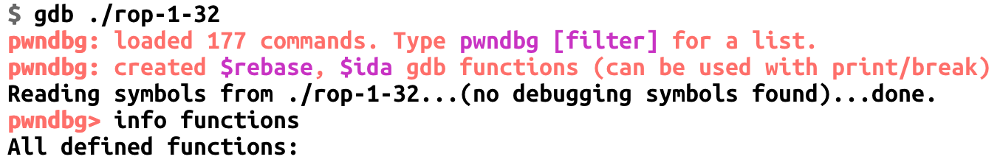 $ gdb ./rop-1-32
pwndbg: loaded 177 commands. Type pwndbg [filter] for a list.
pwndbg: created $rebase, $ida gdb functions (can be used with print/break)
Reading symbols from ./rop-1-32...(no debugging symbols found)...done.
pwndbg> info functions
All defined functions: